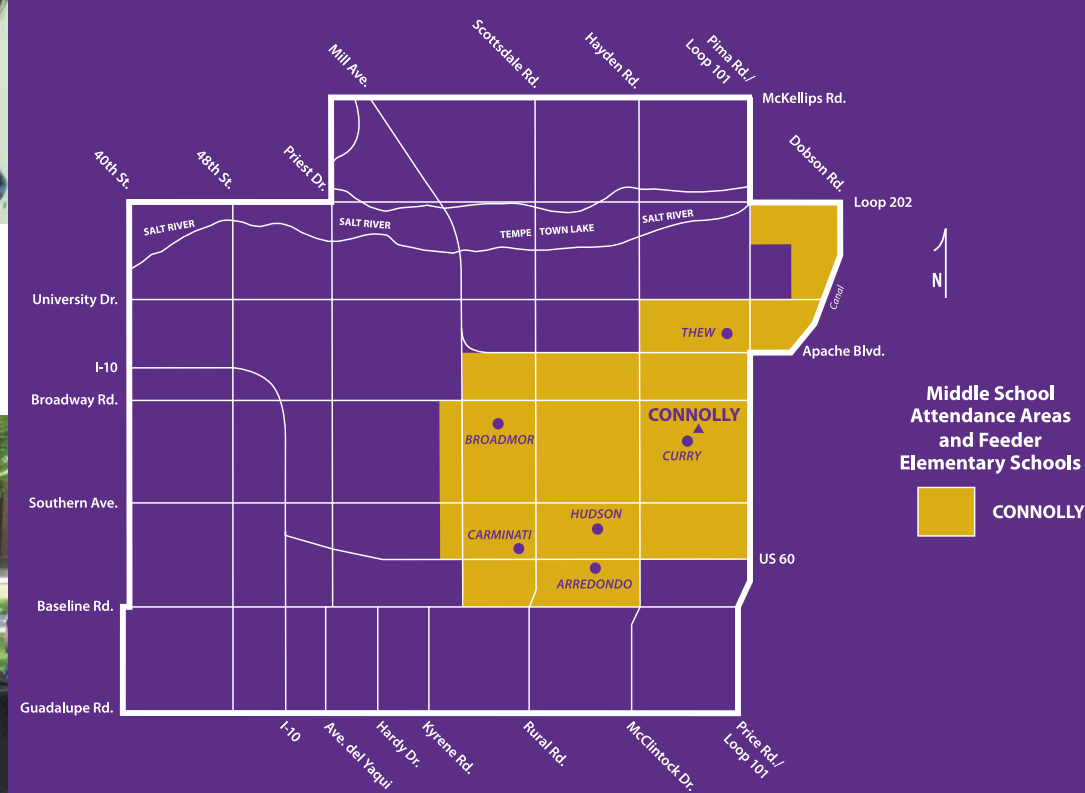 Mill Ave.
Scottsdale Rd.
Hayden Rd.
Pima Rd./
Loop 101
McKellips Rd.
40th St.
48th St.
Priest Dr.
Dobson Rd.
Loop 202
SALT RIVER
SALT RIVER
TEMPE TOWN LAKE
SALT RIVER
N
University Dr.
Canal
THEW
Apache Blvd.
I-10
Broadway Rd.
BROADMOR
CONNOLLY
CURRY
Middle School
Attendance Areas
and Feeder
Elementary Schools
CONNOLLY
Southern Ave.
HUDSON
CARMINATI
US 60
ARREDONDO
Baseline Rd.
Guadalupe Rd.
I-10
Ave. del Yaqui
Hardy Dr.
Kyrene Rd.
Rural Rd.
McClintock Dr.
Price Rd./
Loop 101